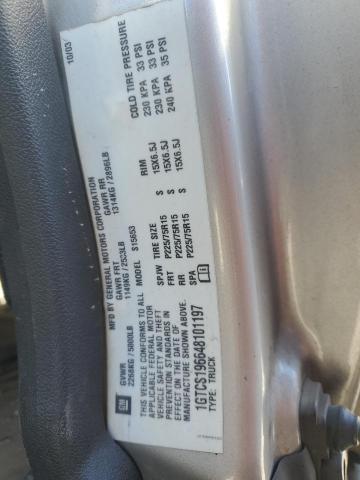 MFD BY GENERAL MOTORS CORPORATION 10/03
GVWR GAWR FRT GAWR RR
2268KG / 5000LB 1149KG / 2533LB 1314KG / 2896LB
GM
THIS VEHICLE CONFORMS TO ALL
APPLICABLE FEDERAL MOTOR
VEHICLE SAFETY AND THEFT
PREVENTION STANDARDS IN
EFFECT ON THE DATE OF
MANUFACTURE SHOWN ABOVE.
1GTCS196648101197
TYPE: TRUCK
MODEL S15653
TIRE SIZE RIM COLD TIRE PRESSURE
SPJW
FRT P225/75R15 S 15X6.5J 230 KPA 33 PSI
RR P225/75R15 S 15X6.5J 230 KPA 33 PSI
SPA P225/75R15 S 15X6.5J 240 KPA 35 PSI